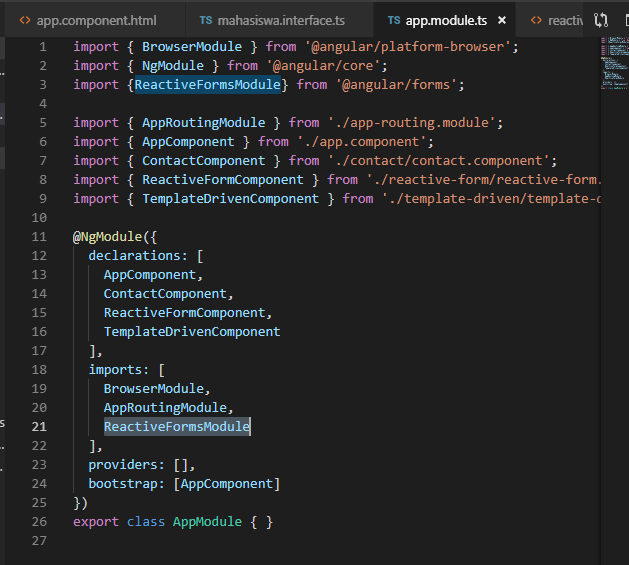 app.component.html TS mahasiswa.interface.ts TS app.module.ts
1 import { BrowserModule } from '@angular/platform-browser';
2 import { NgModule } from '@angular/core';
3 import {ReactiveFormsModule} from '@angular/forms';
4
5 import { AppRoutingModule } from './app-routing.module';
6 import { AppComponent } from './app.component';
7 import { ContactComponent } from './contact/contact.component';
8 import { ReactiveFormComponent } from './reactive-form/reactive-form.
9 import { TemplateDrivenComponent } from './template-driven/template-
10
11 @NgModule({
12 declarations: [
13 AppComponent,
14 ContactComponent,
15 ReactiveFormComponent,
16 TemplateDrivenComponent
17 ],
18 imports: [
19 BrowserModule,
20 AppRoutingModule,
21 ReactiveFormsModule
22 ],
23 providers: [],
24 bootstrap: [AppComponent]
25 })
26 export class AppModule { }
27